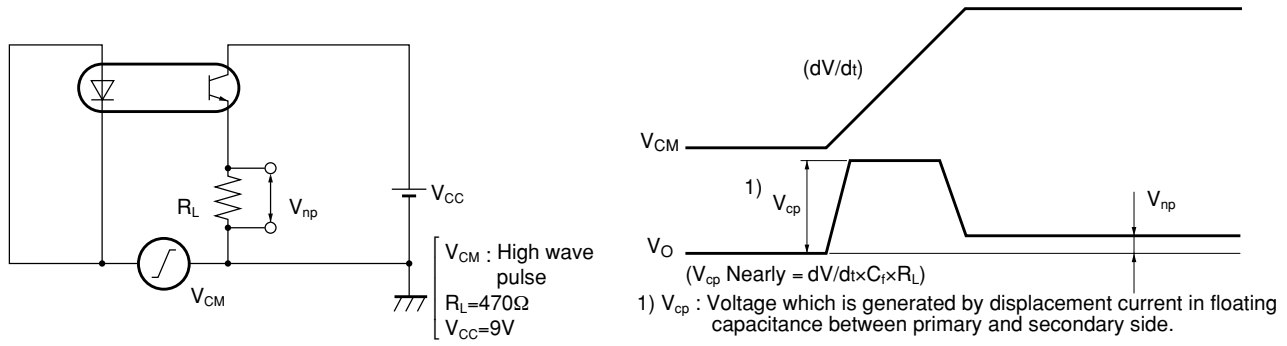 R_L
V_np
V_CC
V_CM
V_CM : High wave
pulse
R_L=470Ω
V_CC=9V
(dV/dt)
V_CM
1) V_cp
V_np
V_O
(V_cp Nearly = dV/dt×C_f×R_L)
1) V_cp : Voltage which is generated by displacement current in floating
capacitance between primary and secondary side.